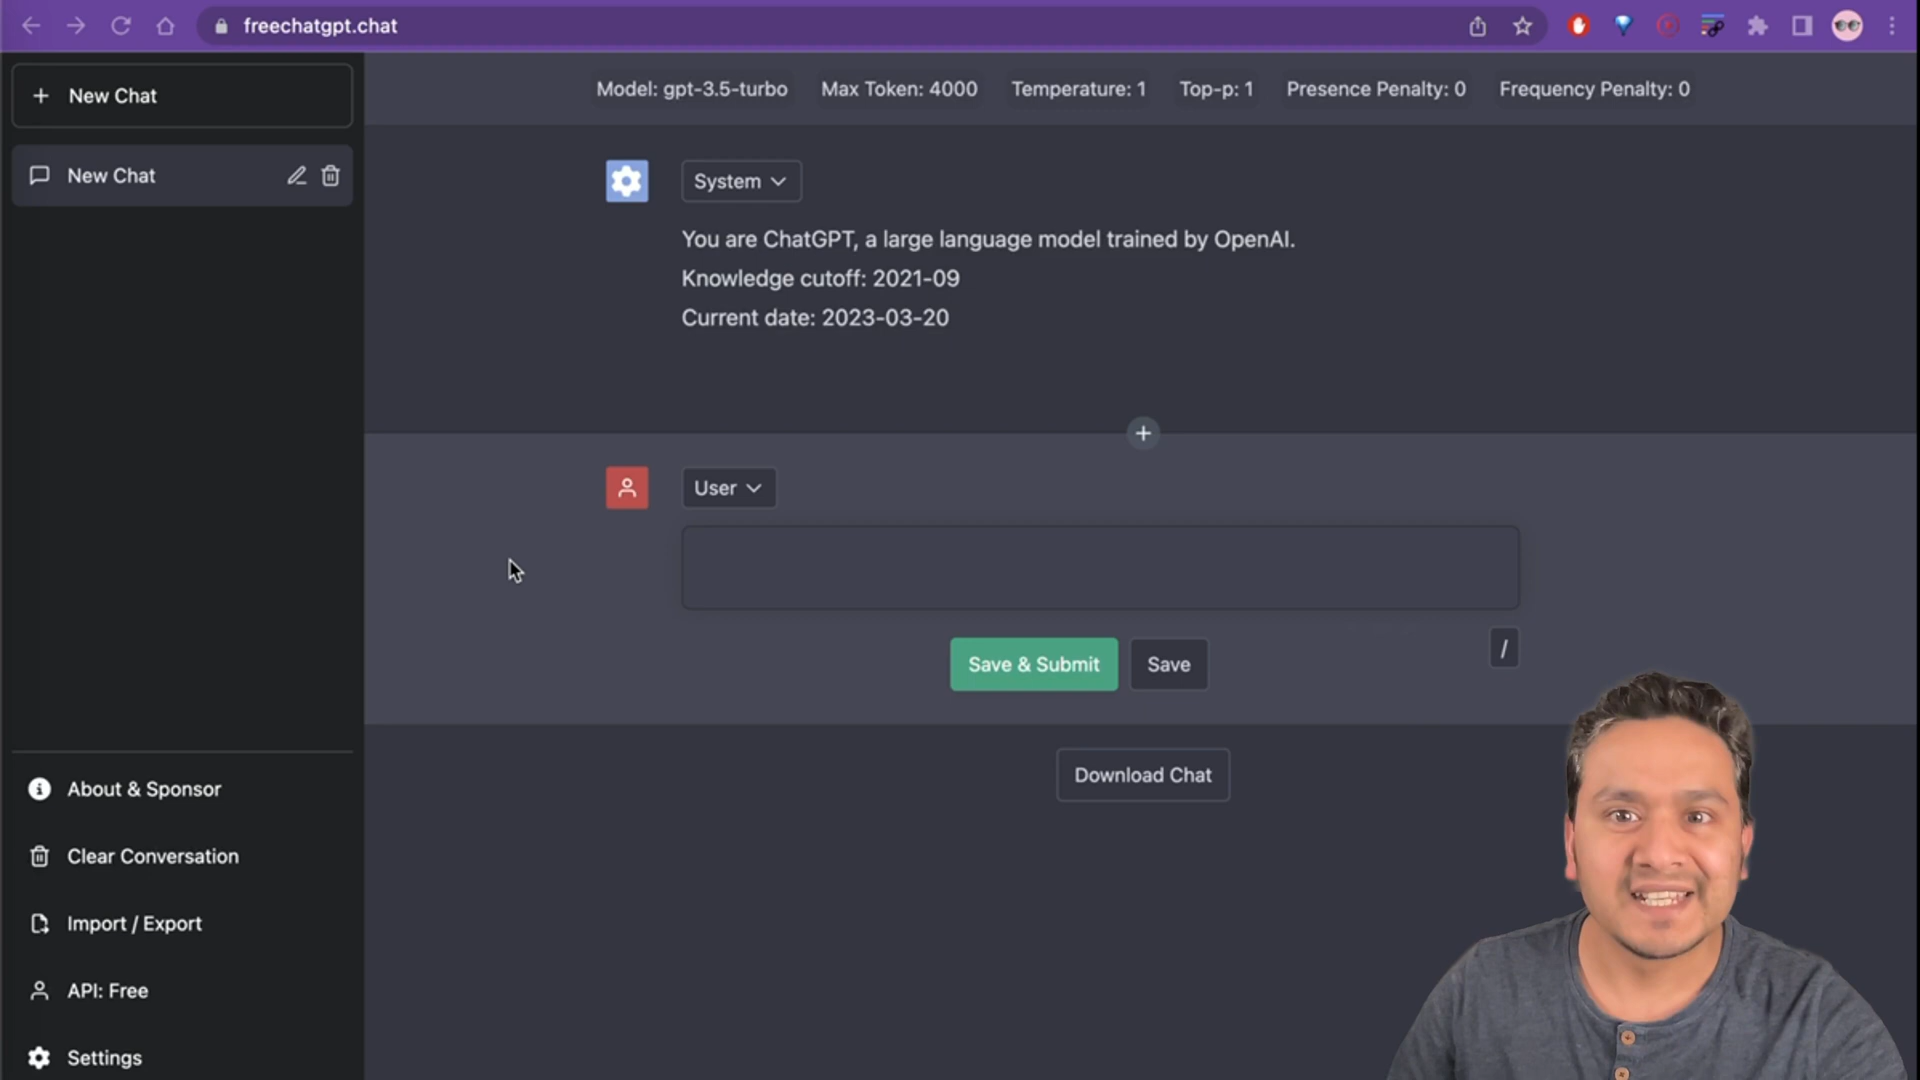 freechatgpt.chat
New Chat
New Chat
Model: gpt-3.5-turbo Max Token: 4000 Temperature: 1 Top-p: 1 Presence Penalty: 0 Frequency Penalty: 0
System
You are ChatGPT, a large language model trained by OpenAI.
Knowledge cutoff: 2021-09
Current date: 2023-03-20
User
/
Save & Submit Save
Download Chat
About & Sponsor
Clear Conversation
Import / Export
API: Free
Settings